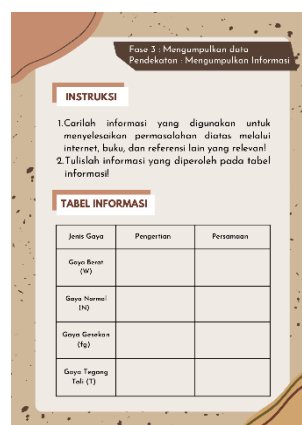 Fase 3 : Mengumpulkan data
Pendekatan : Mengumpulkan Informasi
INSTRUKSI
1.Carilah informasi yang digunakan untuk
menyelesaikan permasalahan diatas melalui
internet, buku, dan referensi lain yang relevan!
2.Tulislah informasi yang diperoleh pada tabel
informasi!
TABEL INFORMASI
Jenis Gaya Pengertian Persamaan
Gaya Berat
(W)
Gaya Normal
(N)
Gaya Gesekan
(fg)
Gaya Tegang
Tali (T)